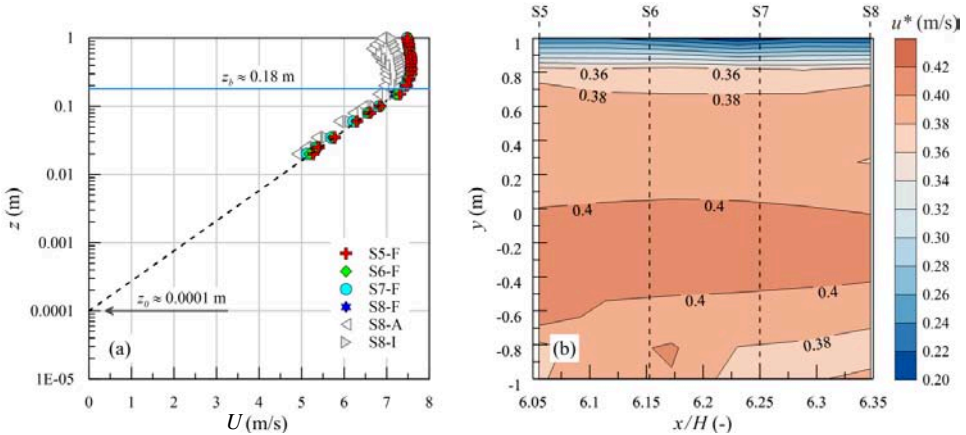 (a)
z (m)
1
0.1
0.01
0.001
0.0001
1E-05
z_b ≈ 0.18 m
z_0 ≈ 0.0001 m
S5-F
S6-F
S7-F
S8-F
S8-A
S8-I
(a)
0 1 2 3 4 5 6 7 8
U (m/s)
(b)
S5 S6 S7 S8
y (m)
1
0.8
0.6
0.4
0.2
0
-0.2
-0.4
-0.6
-0.8
-1
0.36 0.36
0.38 0.38
0.4 0.4
0.4 0.4
0.38
(b)
6.05 6.1 6.15 6.2 6.25 6.3 6.35
x/H (-)
u* (m/s)
0.42
0.40
0.38
0.36
0.34
0.32
0.30
0.28
0.26
0.24
0.22
0.20